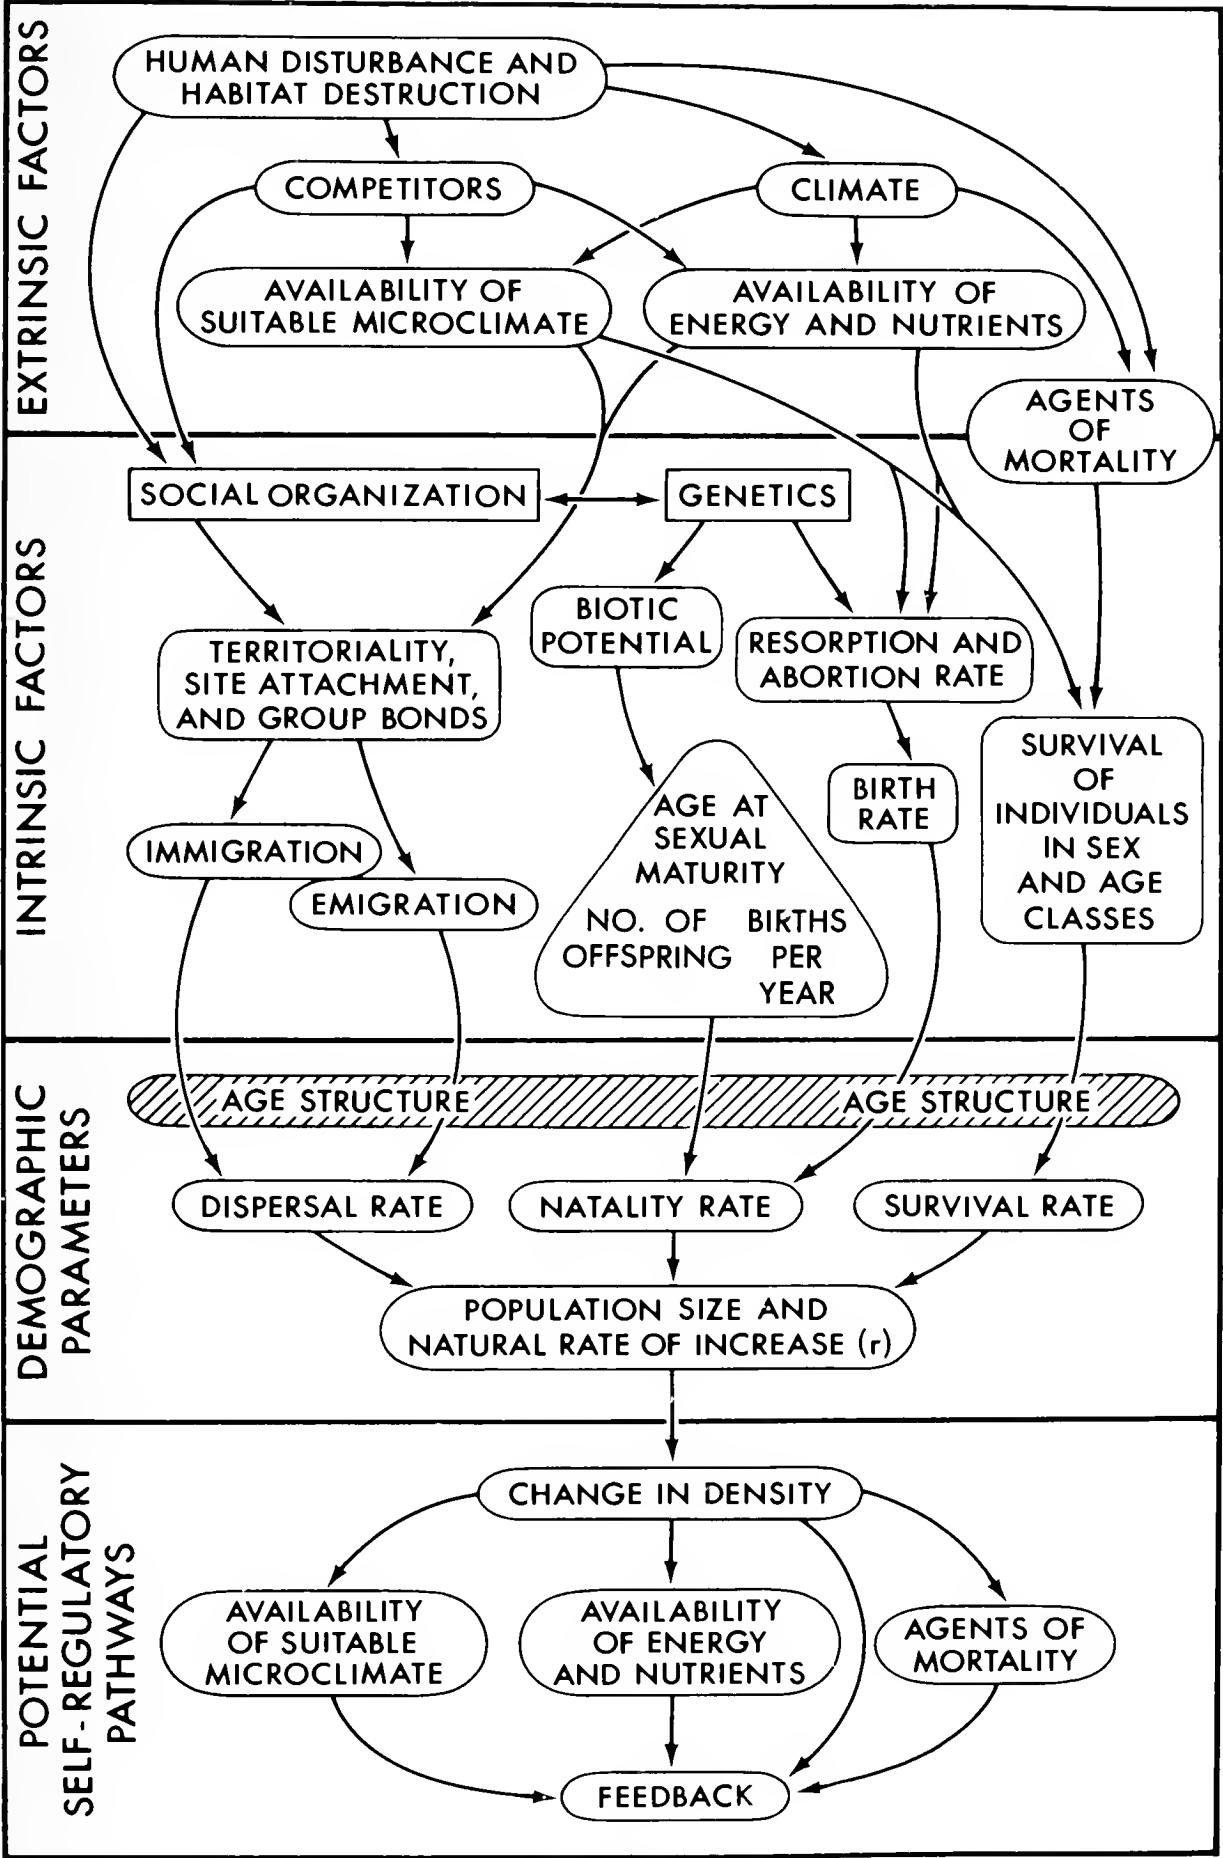 EXTRINSIC FACTORS
HUMAN DISTURBANCE AND
HABITAT DESTRUCTION
COMPETITORS
CLIMATE
AVAILABILITY OF
SUITABLE MICROCLIMATE
AVAILABILITY OF
ENERGY AND NUTRIENTS
AGENTS
OF
MORTALITY
INTRINSIC FACTORS
SOCIAL ORGANIZATION
GENETICS
BIOTIC
POTENTIAL
RESORPTION AND
ABORTION RATE
TERRITORIALITY,
SITE ATTACHMENT,
AND GROUP BONDS
SURVIVAL
OF
INDIVIDUALS
IN SEX
AND AGE
CLASSES
BIRTH
RATE
AGE AT
SEXUAL
MATURITY
NO. OF
OFFSPRING
BIRTHS
PER
YEAR
IMMIGRATION
EMIGRATION
DEMOGRAPHIC
PARAMETERS
AGE STRUCTURE
AGE STRUCTURE
DISPERSAL RATE
NATALITY RATE
SURVIVAL RATE
POPULATION SIZE AND
NATURAL RATE OF INCREASE (r)
POTENTIAL
SELF-REGULATORY
PATHWAYS
CHANGE IN DENSITY
AVAILABILITY
OF SUITABLE
MICROCLIMATE
AVAILABILITY
OF ENERGY
AND NUTRIENTS
AGENTS OF
MORTALITY
FEEDBACK